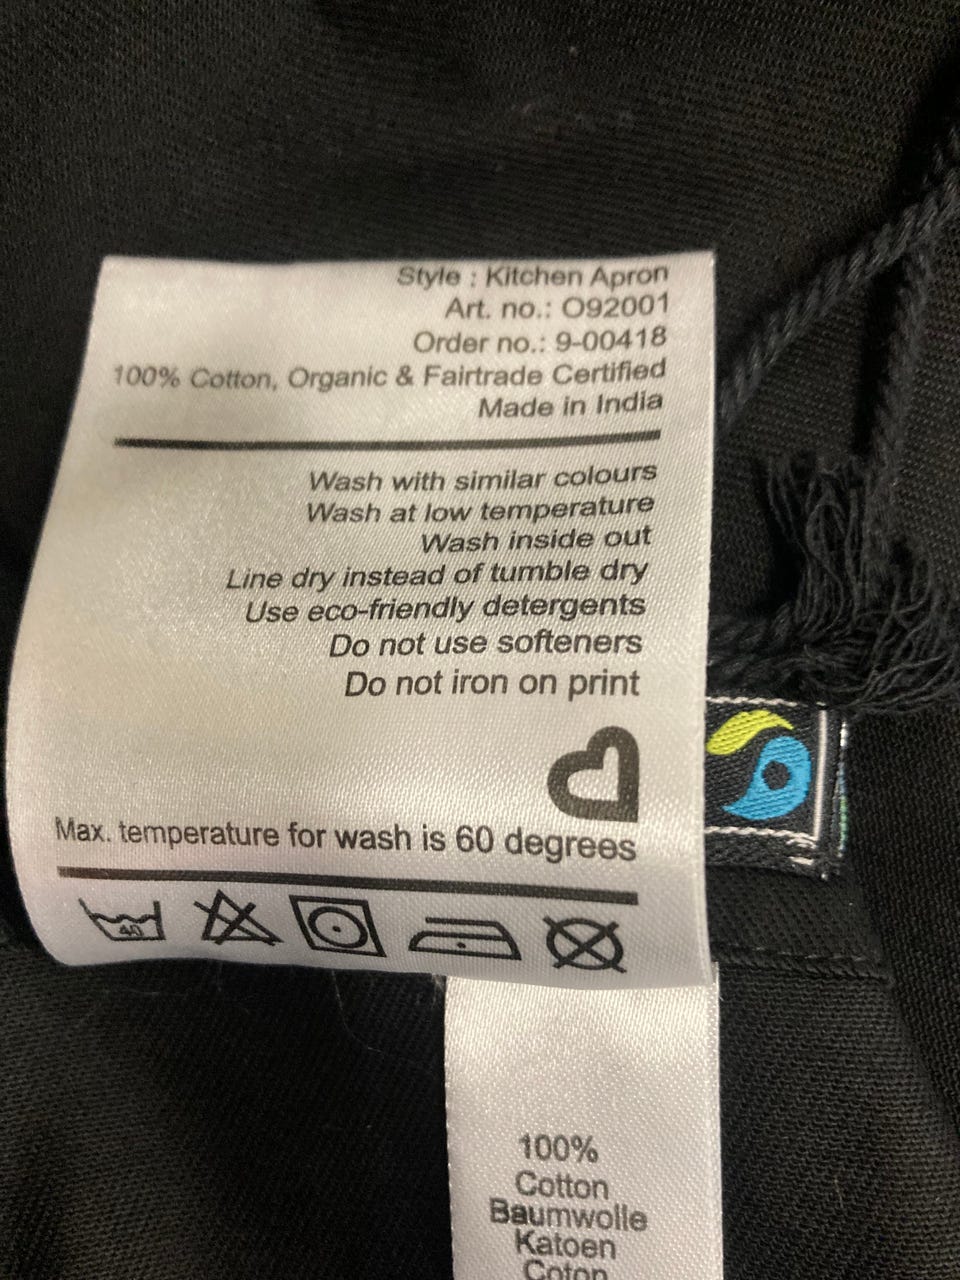 Style : Kitchen Apron
Art. no.: O92001
Order no.: 9-00418
100% Cotton, Organic & Fairtrade Certified
Made in India
Wash with similar colours
Wash at low temperature
Wash inside out
Line dry instead of tumble dry
Use eco-friendly detergents
Do not use softeners
Do not iron on print
Max. temperature for wash is 60 degrees
40
100%
Cotton
Baumwolle
Katoen
Coton